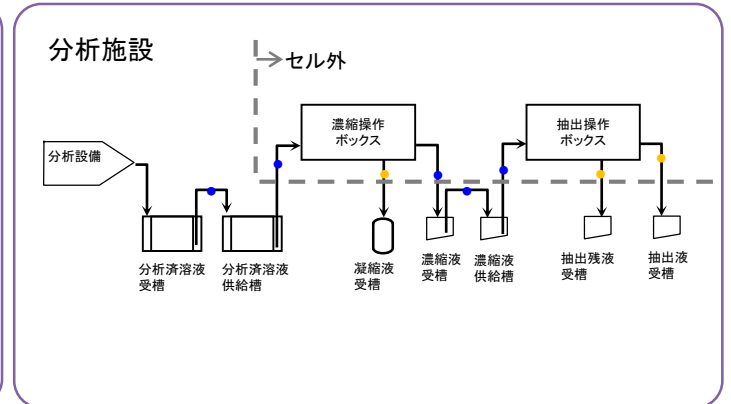 分析施設
セル外
濃縮操作
ボックス
抽出操作
ボックス
分析設備
分析済溶液
受槽
分析済溶液
供給槽
凝縮液
受槽
濃縮液
受槽
濃縮液
供給槽
抽出残液
受槽
抽出液
受槽